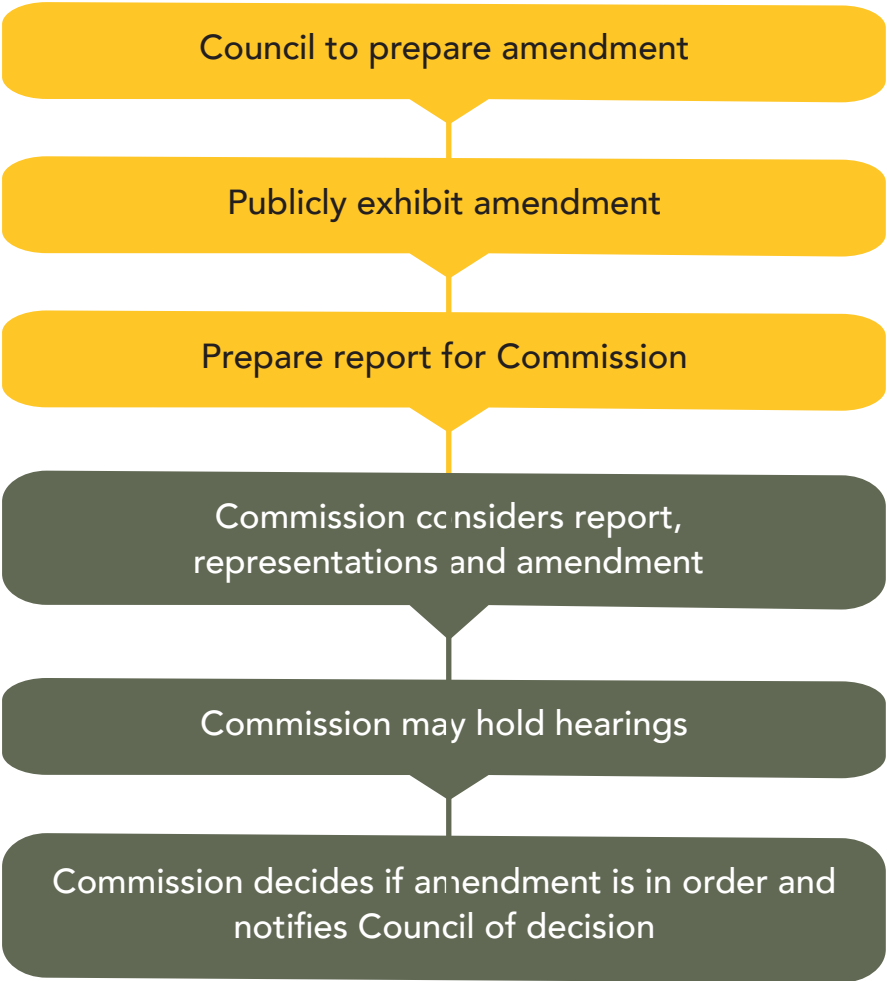 Council to prepare amendment
Publicly exhibit amendment
Prepare report for Commission
Commission considers report,
representations and amendment
Commission may hold hearings
Commission decides if amendment is in order and
notifies Council of decision